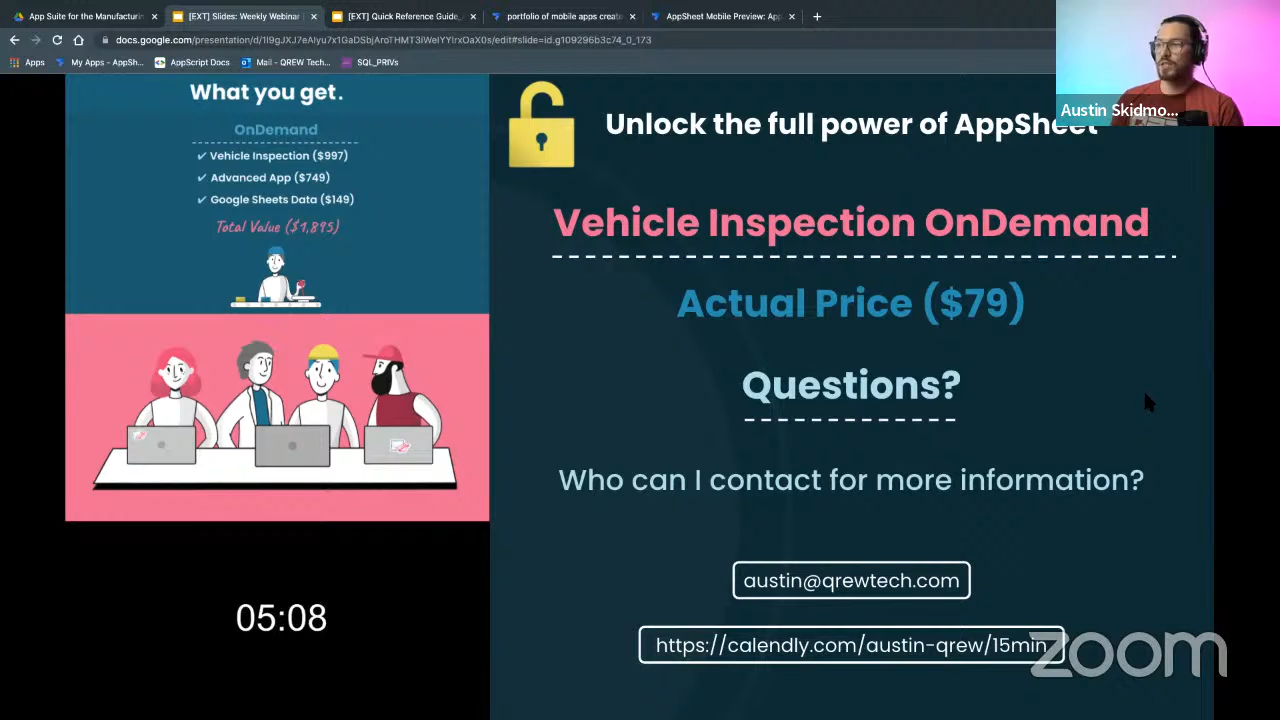 App Suite for the Manufacturin
[EXT] Slides: Weekly Webinar
[EXT] Quick Reference Guide
portfolio of mobile apps create
AppSheet Mobile Preview: App
Apps
My Apps - AppSh...
AppScript Docs
Mail - QREW Tech...
SQL_PRIVs
Austin Skidmo...
What you get.
OnDemand
✓ Vehicle Inspection ($997)
✓ Advanced App ($749)
✓ Google Sheets Data ($149)
Total Value ($1,895)
05:08
Unlock the full power of AppSheet
Vehicle Inspection OnDemand
Actual Price ($79)
Questions?
Who can I contact for more information?
austin@qrewtech.com
https://calendly.com/austin-qrew/15min
zoom